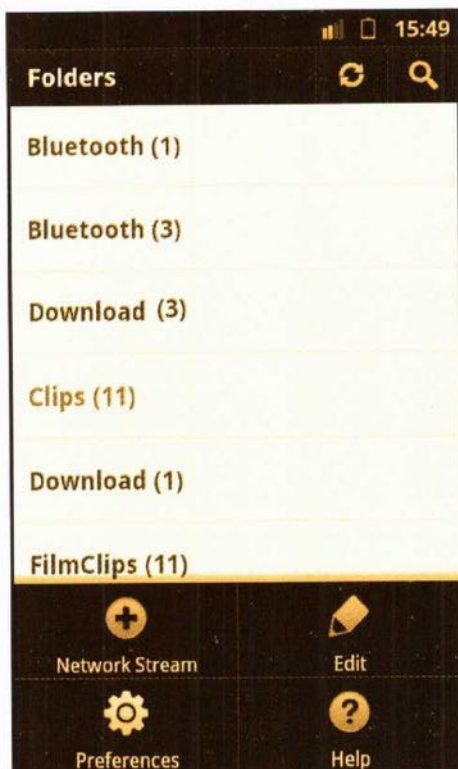 15:49
Folders
Bluetooth (1)
Bluetooth (3)
Download (3)
Clips (11)
Download (1)
FilmClips (11)
Network Stream Edit
Preferences Help